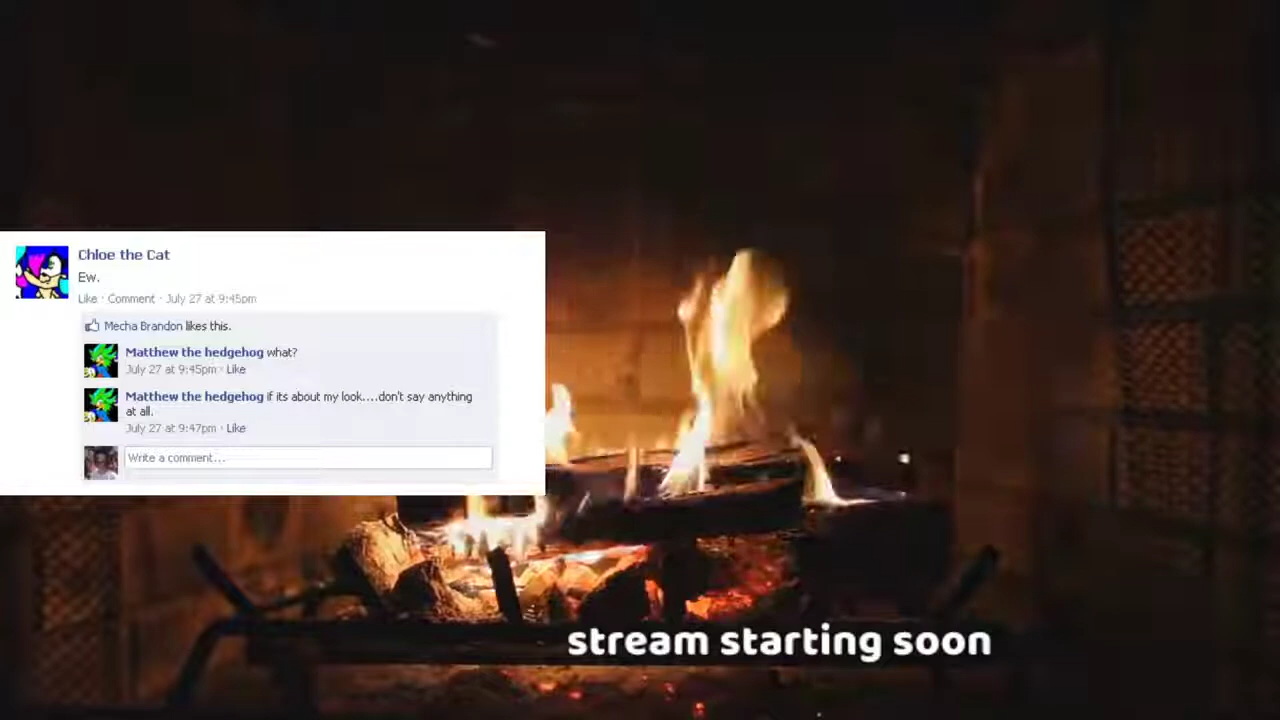 Chloe the Cat
Ew.
Like · Comment · July 27 at 9:45pm
Mecha Brandon likes this.
Matthew the hedgehog what?
July 27 at 9:45pm · Like
Matthew the hedgehog if its about my look....don't say anything
at all.
July 27 at 9:47pm · Like
Write a comment...
stream starting soon